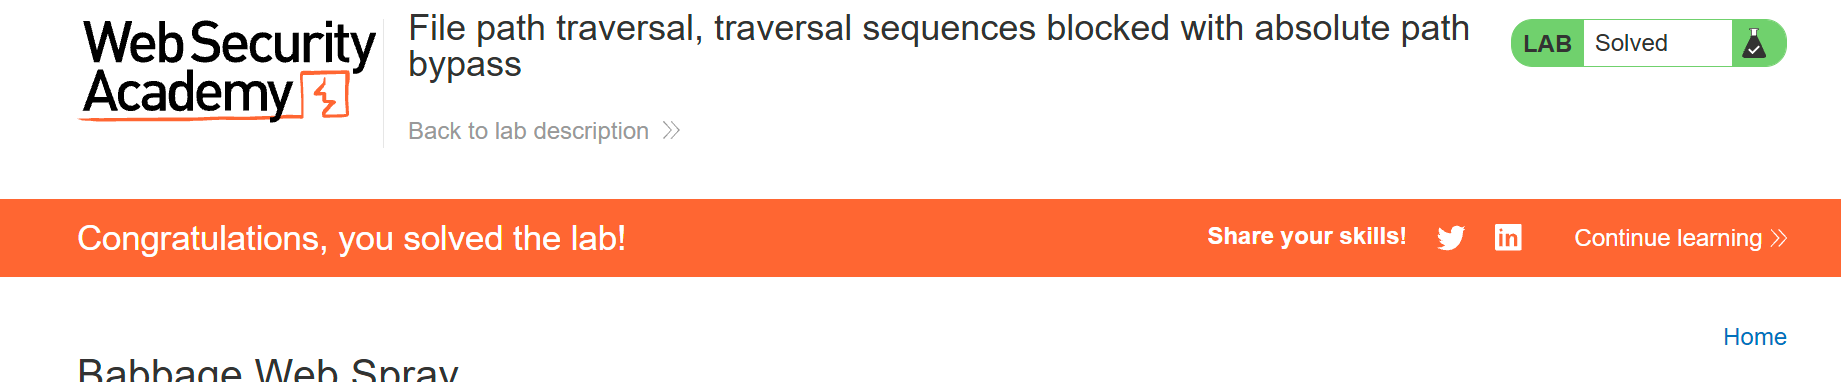 Web Security
Academy
File path traversal, traversal sequences blocked with absolute path
bypass
Back to lab description
LAB
Solved
Congratulations, you solved the lab!
Share your skills!
Continue learning
Home
Babbage Web Spray